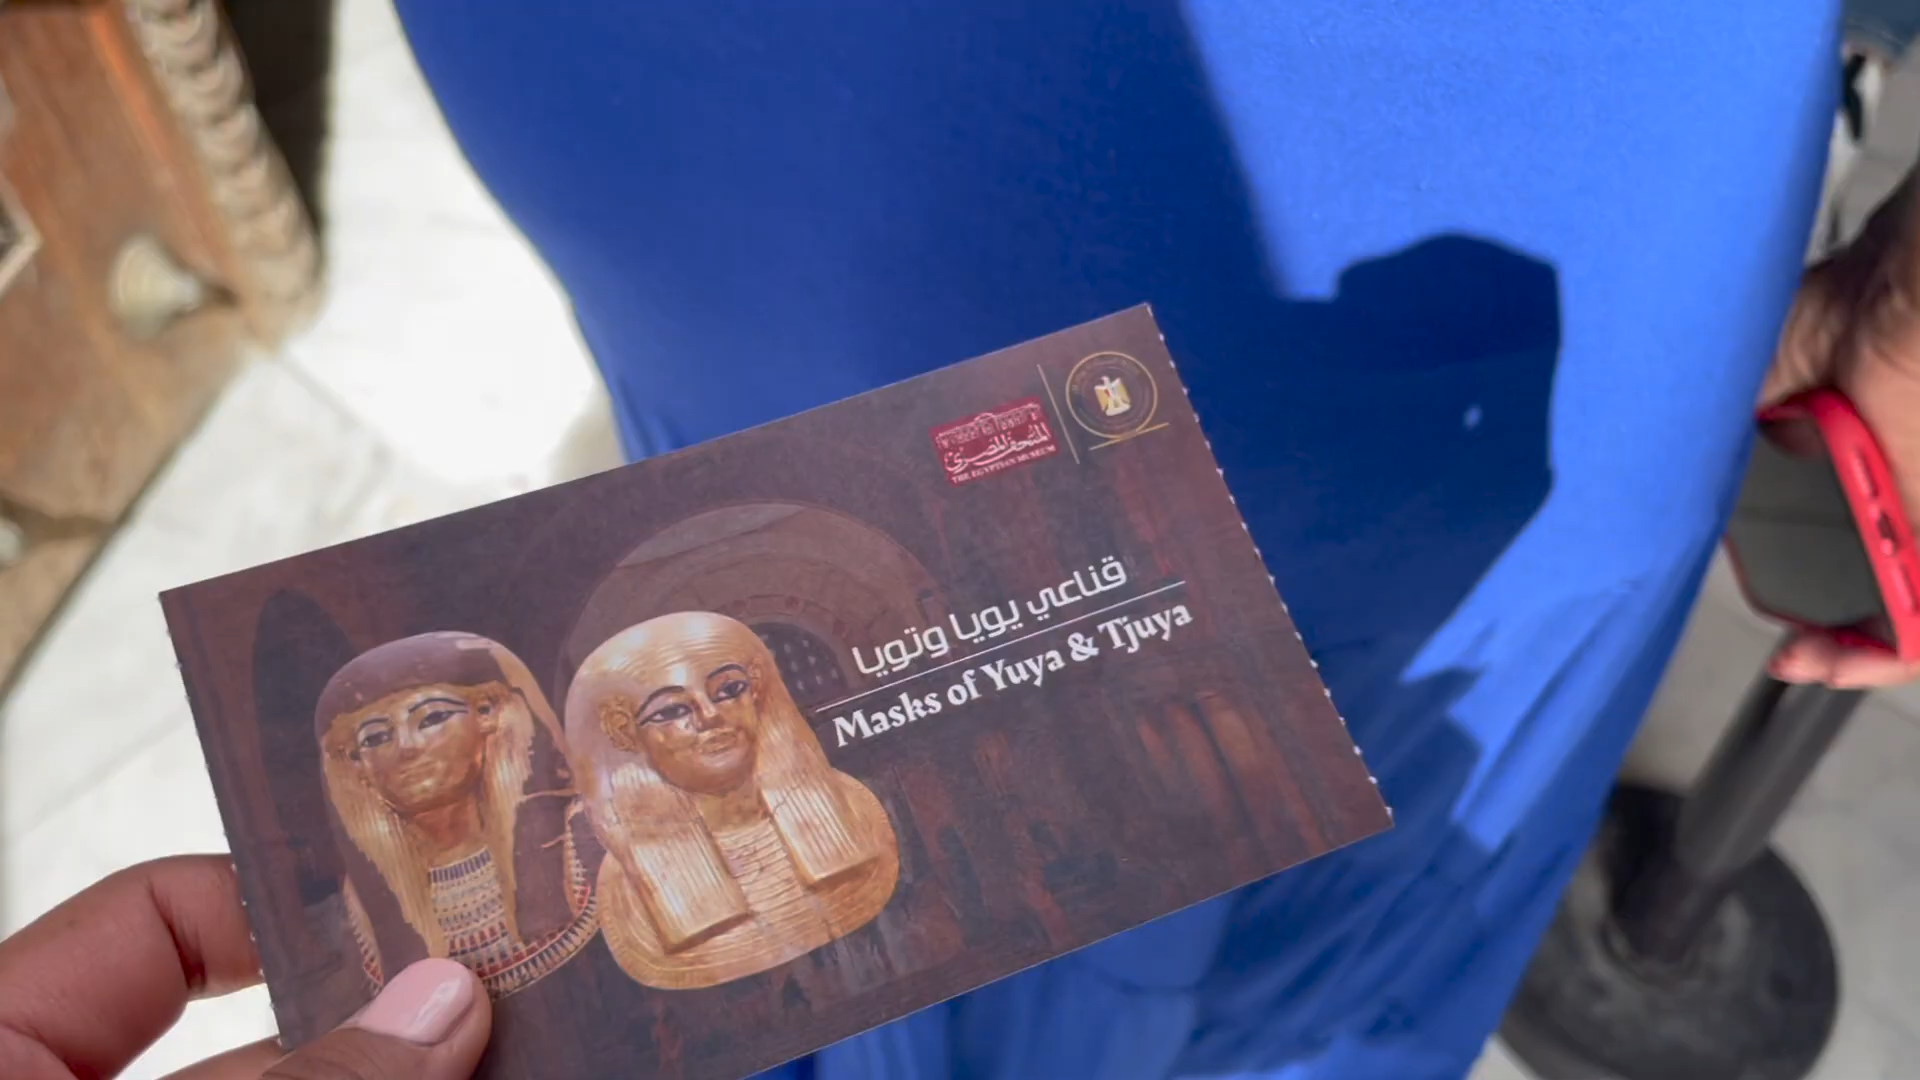 المتحف المصري
THE EGYPTIAN MUSEUM
قناعي يويا وتويا
Masks of Yuya & Tjuya